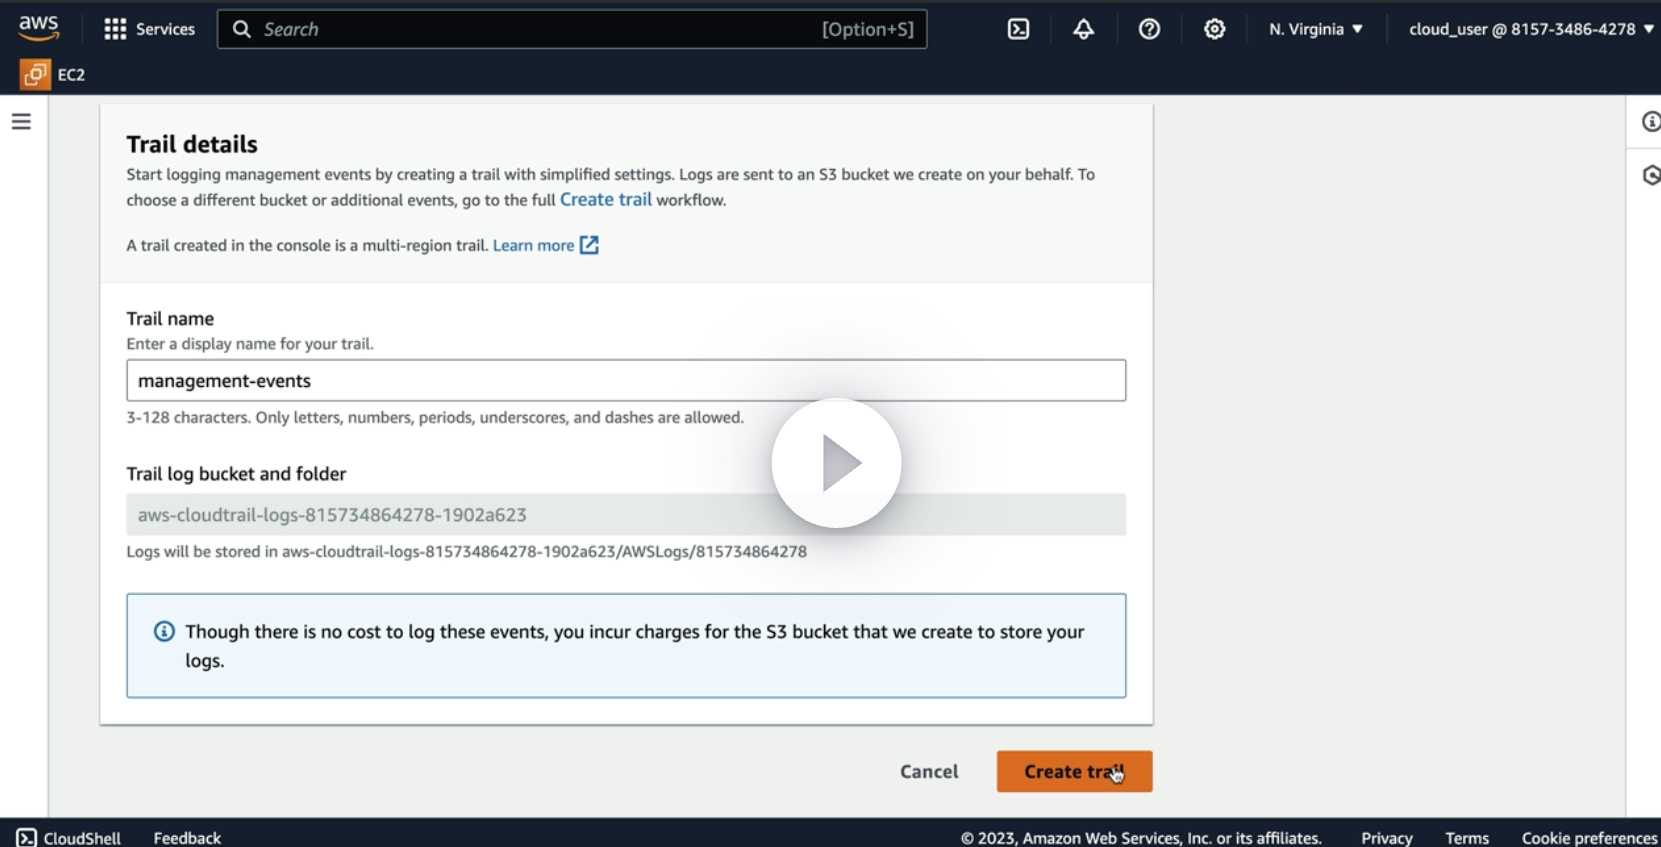 aws
Services
Search
[Option+S]
N. Virginia
cloud_user @ 8157-3486-4278
EC2
Trail details
Start logging management events by creating a trail with simplified settings. Logs are sent to an S3 bucket we create on your behalf. To
choose a different bucket or additional events, go to the full Create trail workflow.
A trail created in the console is a multi-region trail. Learn more
Trail name
Enter a display name for your trail.
management-events
3-128 characters. Only letters, numbers, periods, underscores, and dashes are allowed.
Trail log bucket and folder
aws-cloudtrail-logs-815734864278-1902a623
Logs will be stored in aws-cloudtrail-logs-815734864278-1902a623/AWSLogs/815734864278
Though there is no cost to log these events, you incur charges for the S3 bucket that we create to store your
logs.
Cancel
Create trail
CloudShell
Feedback
© 2023, Amazon Web Services, Inc. or its affiliates.
Privacy
Terms
Cookie preferences